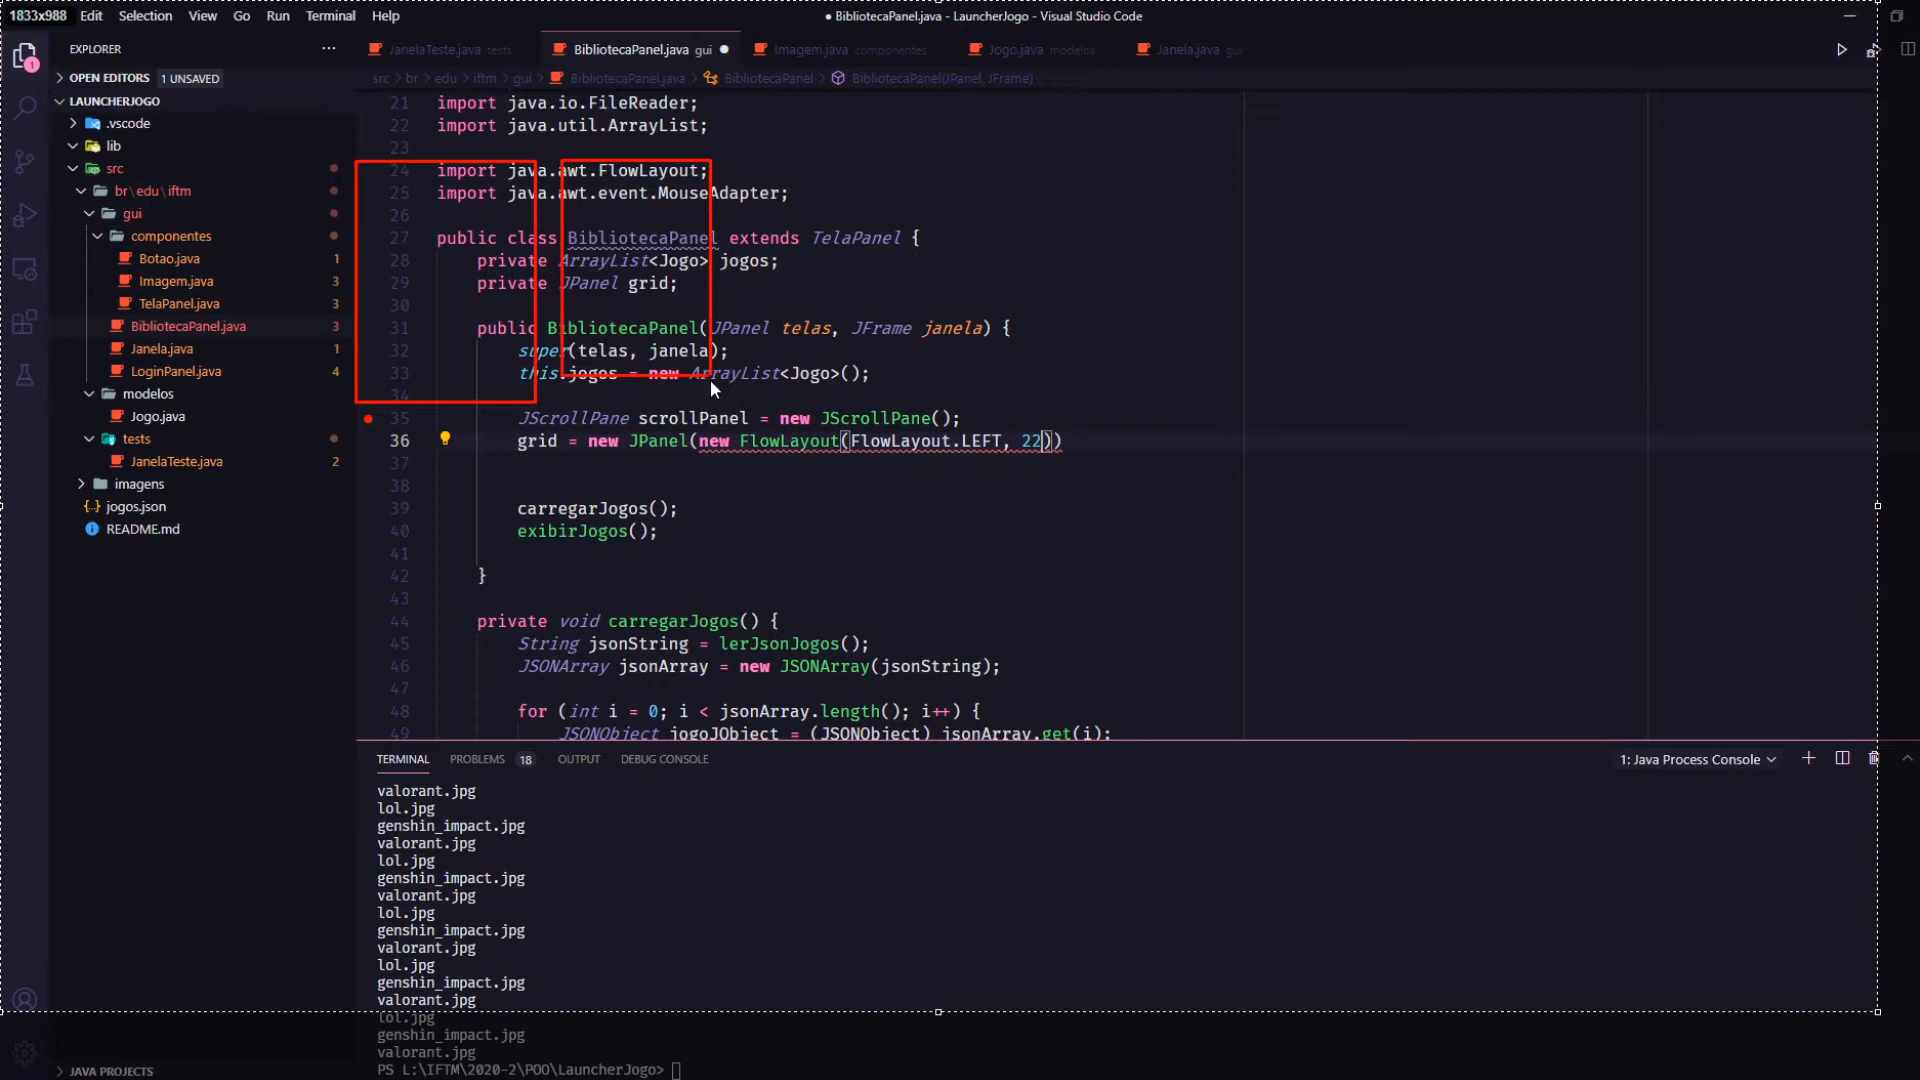 1833x988 Edit Selection View Go Run Terminal Help ● BibliotecaPanel.java - LauncherJogo - Visual Studio Code
EXPLORER ···
JanelaTeste.java tests BibliotecaPanel.java gui Imagem.java componentes Jogo.java modelos Janela.java gui
OPEN EDITORS 1 UNSAVED
src > br > edu > iftm > gui > BibliotecaPanel.java > BibliotecaPanel > BibliotecaPanel(JPanel, JFrame)
LAUNCHERJOGO
.vscode
lib
src
br\edu\iftm
gui
componentes
Botao.java 1
Imagem.java 3
TelaPanel.java 3
BibliotecaPanel.java 3
Janela.java 1
LoginPanel.java 4
modelos
Jogo.java
tests
JanelaTeste.java 2
imagens
{..} jogos.json
README.md
JAVA PROJECTS
1
21 import java.io.FileReader;
22 import java.util.ArrayList;
23
24 import java.awt.FlowLayout;
25 import java.awt.event.MouseAdapter;
26
27 public class BibliotecaPanel extends TelaPanel {
28 private ArrayList<Jogo> jogos;
29 private JPanel grid;
30
31 public BibliotecaPanel(JPanel telas, JFrame janela) {
32 super(telas, janela);
33 this.jogos = new ArrayList<Jogo>();
34
35 JScrollPane scrollPanel = new JScrollPane();
36 grid = new JPanel(new FlowLayout(FlowLayout.LEFT, 22))
37
38
39 carregarJogos();
40 exibirJogos();
41
42 }
43
44 private void carregarJogos() {
45 String jsonString = lerJsonJogos();
46 JSONArray jsonArray = new JSONArray(jsonString);
47
48 for (int i = 0; i < jsonArray.length(); i++) {
49 JSONObject jogoJObject = (JSONObject) jsonArray.get(i);
TERMINAL PROBLEMS 18 OUTPUT DEBUG CONSOLE 1: Java Process Console
valorant.jpg
lol.jpg
genshin_impact.jpg
valorant.jpg
lol.jpg
genshin_impact.jpg
valorant.jpg
lol.jpg
genshin_impact.jpg
valorant.jpg
lol.jpg
genshin_impact.jpg
valorant.jpg
lol.jpg
genshin_impact.jpg
valorant.jpg
PS L:\IFTM\2020-2\POO\LauncherJogo>